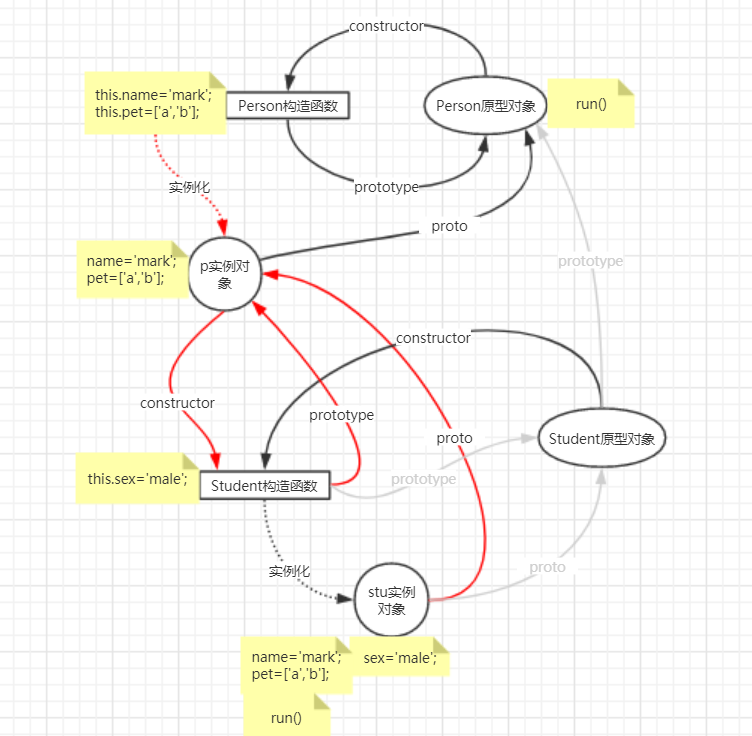 constructor
this.name='mark';
this.pet=['a','b'];
Person构造函数
Person原型对象
run()
prototype
实例化
proto
name='mark';
pet=['a','b'];
p实例对
象
prototype
constructor
constructor
prototype
proto
Student原型对象
this.sex='male';
Student构造函数
prototype
实例化
proto
stu实例
对象
name='mark';
pet=['a','b'];
sex='male';
run()